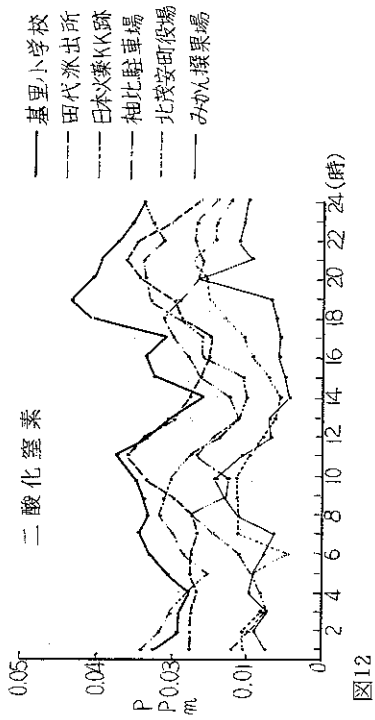 二酸化窒素
基里小学校
田代派出所
日本火薬KK跡
柚比駐車場
北茂安町役場
みかん撰果場
PPm
0.05
0.04
0.03
0.01
0
2 4 6 8 10 12 14 16 18 20 22 24(時)
図12